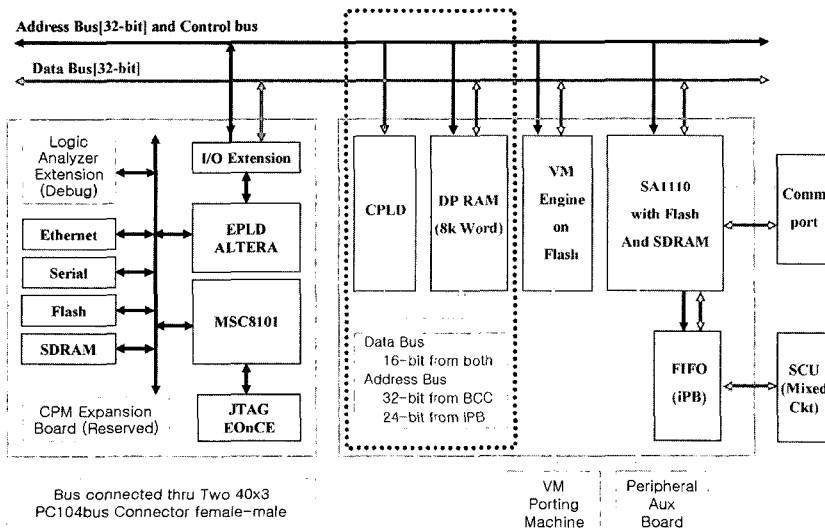 Address Bus[32-bit] and Control bus
Data Bus[32-bit]
Logic
Analyzer
Extension
(Debug)
I/O Extension
Ethernet
Serial
Flash
SDRAM
EPLD
ALTERA
MSC8101
JTAG
EOnCE
CPM Expansion
Board (Reserved)
CPLD
DP RAM
(8k Word)
VM
Engine
on
Flash
SA1110
with Flash
And SDRAM
Comm
port
Data Bus
16-bit from both
Address Bus
32-bit from BCC
24-bit from iPB
FIFO
(iPB)
SCU
(Mixed
Ckt)
Bus connected thru Two 40x3
PC104bus Connector female-male
VM
Porting
Machine
Peripheral
Aux
Board